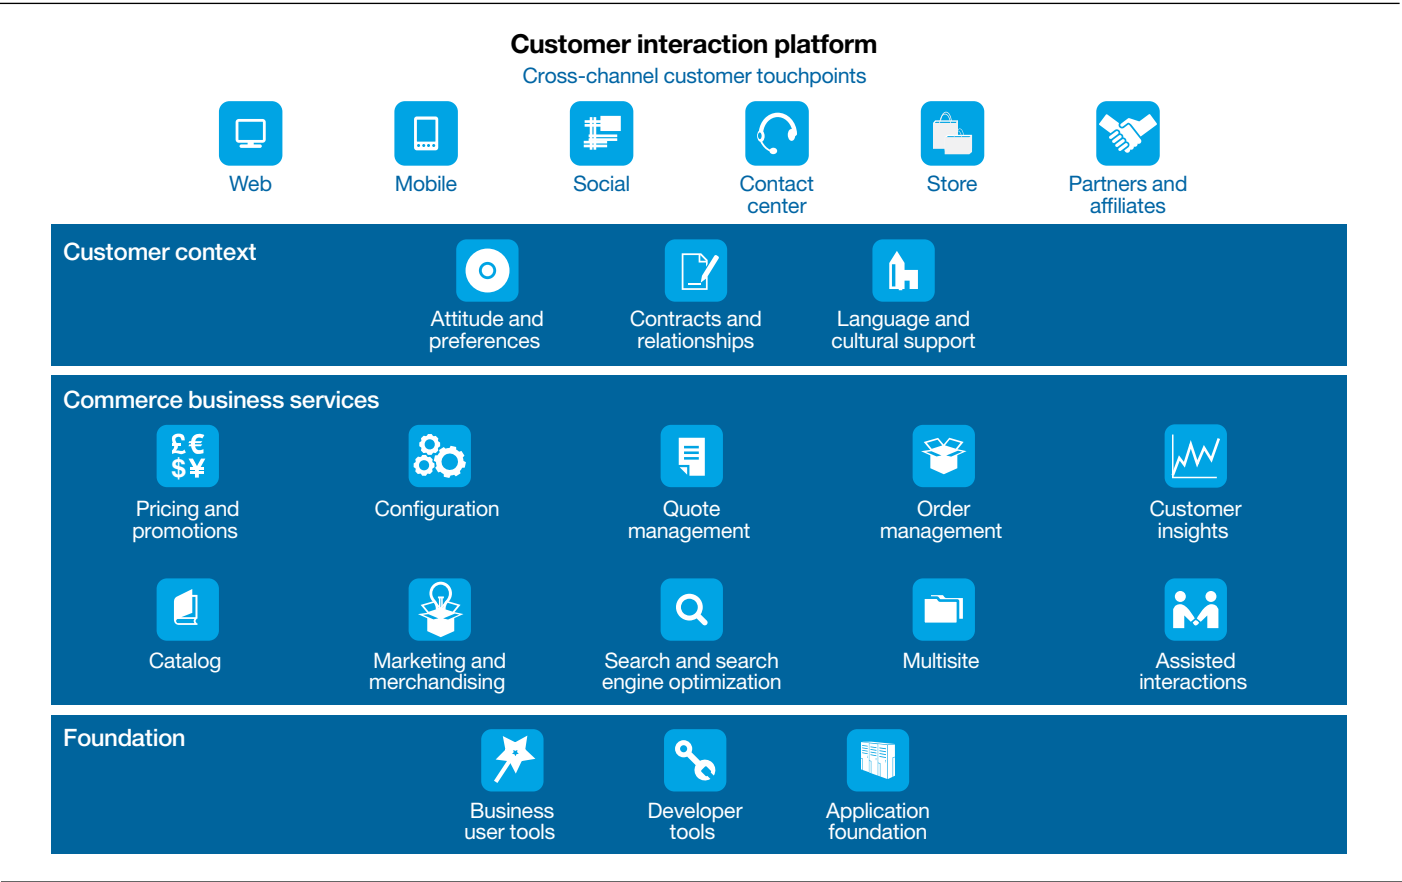 Customer interaction platform
Cross-channel customer touchpoints
Web
Mobile
Social
Contact
center
Store
Partners and
affiliates
Customer context
Attitude and
preferences
Contracts and
relationships
Language and
cultural support
Commerce business services
£€
$¥
Pricing and
promotions
Configuration
Quote
management
Order
management
Customer
insights
Catalog
Marketing and
merchandising
Search and search
engine optimization
Multisite
Assisted
interactions
Foundation
Business
user tools
Developer
tools
Application
foundation